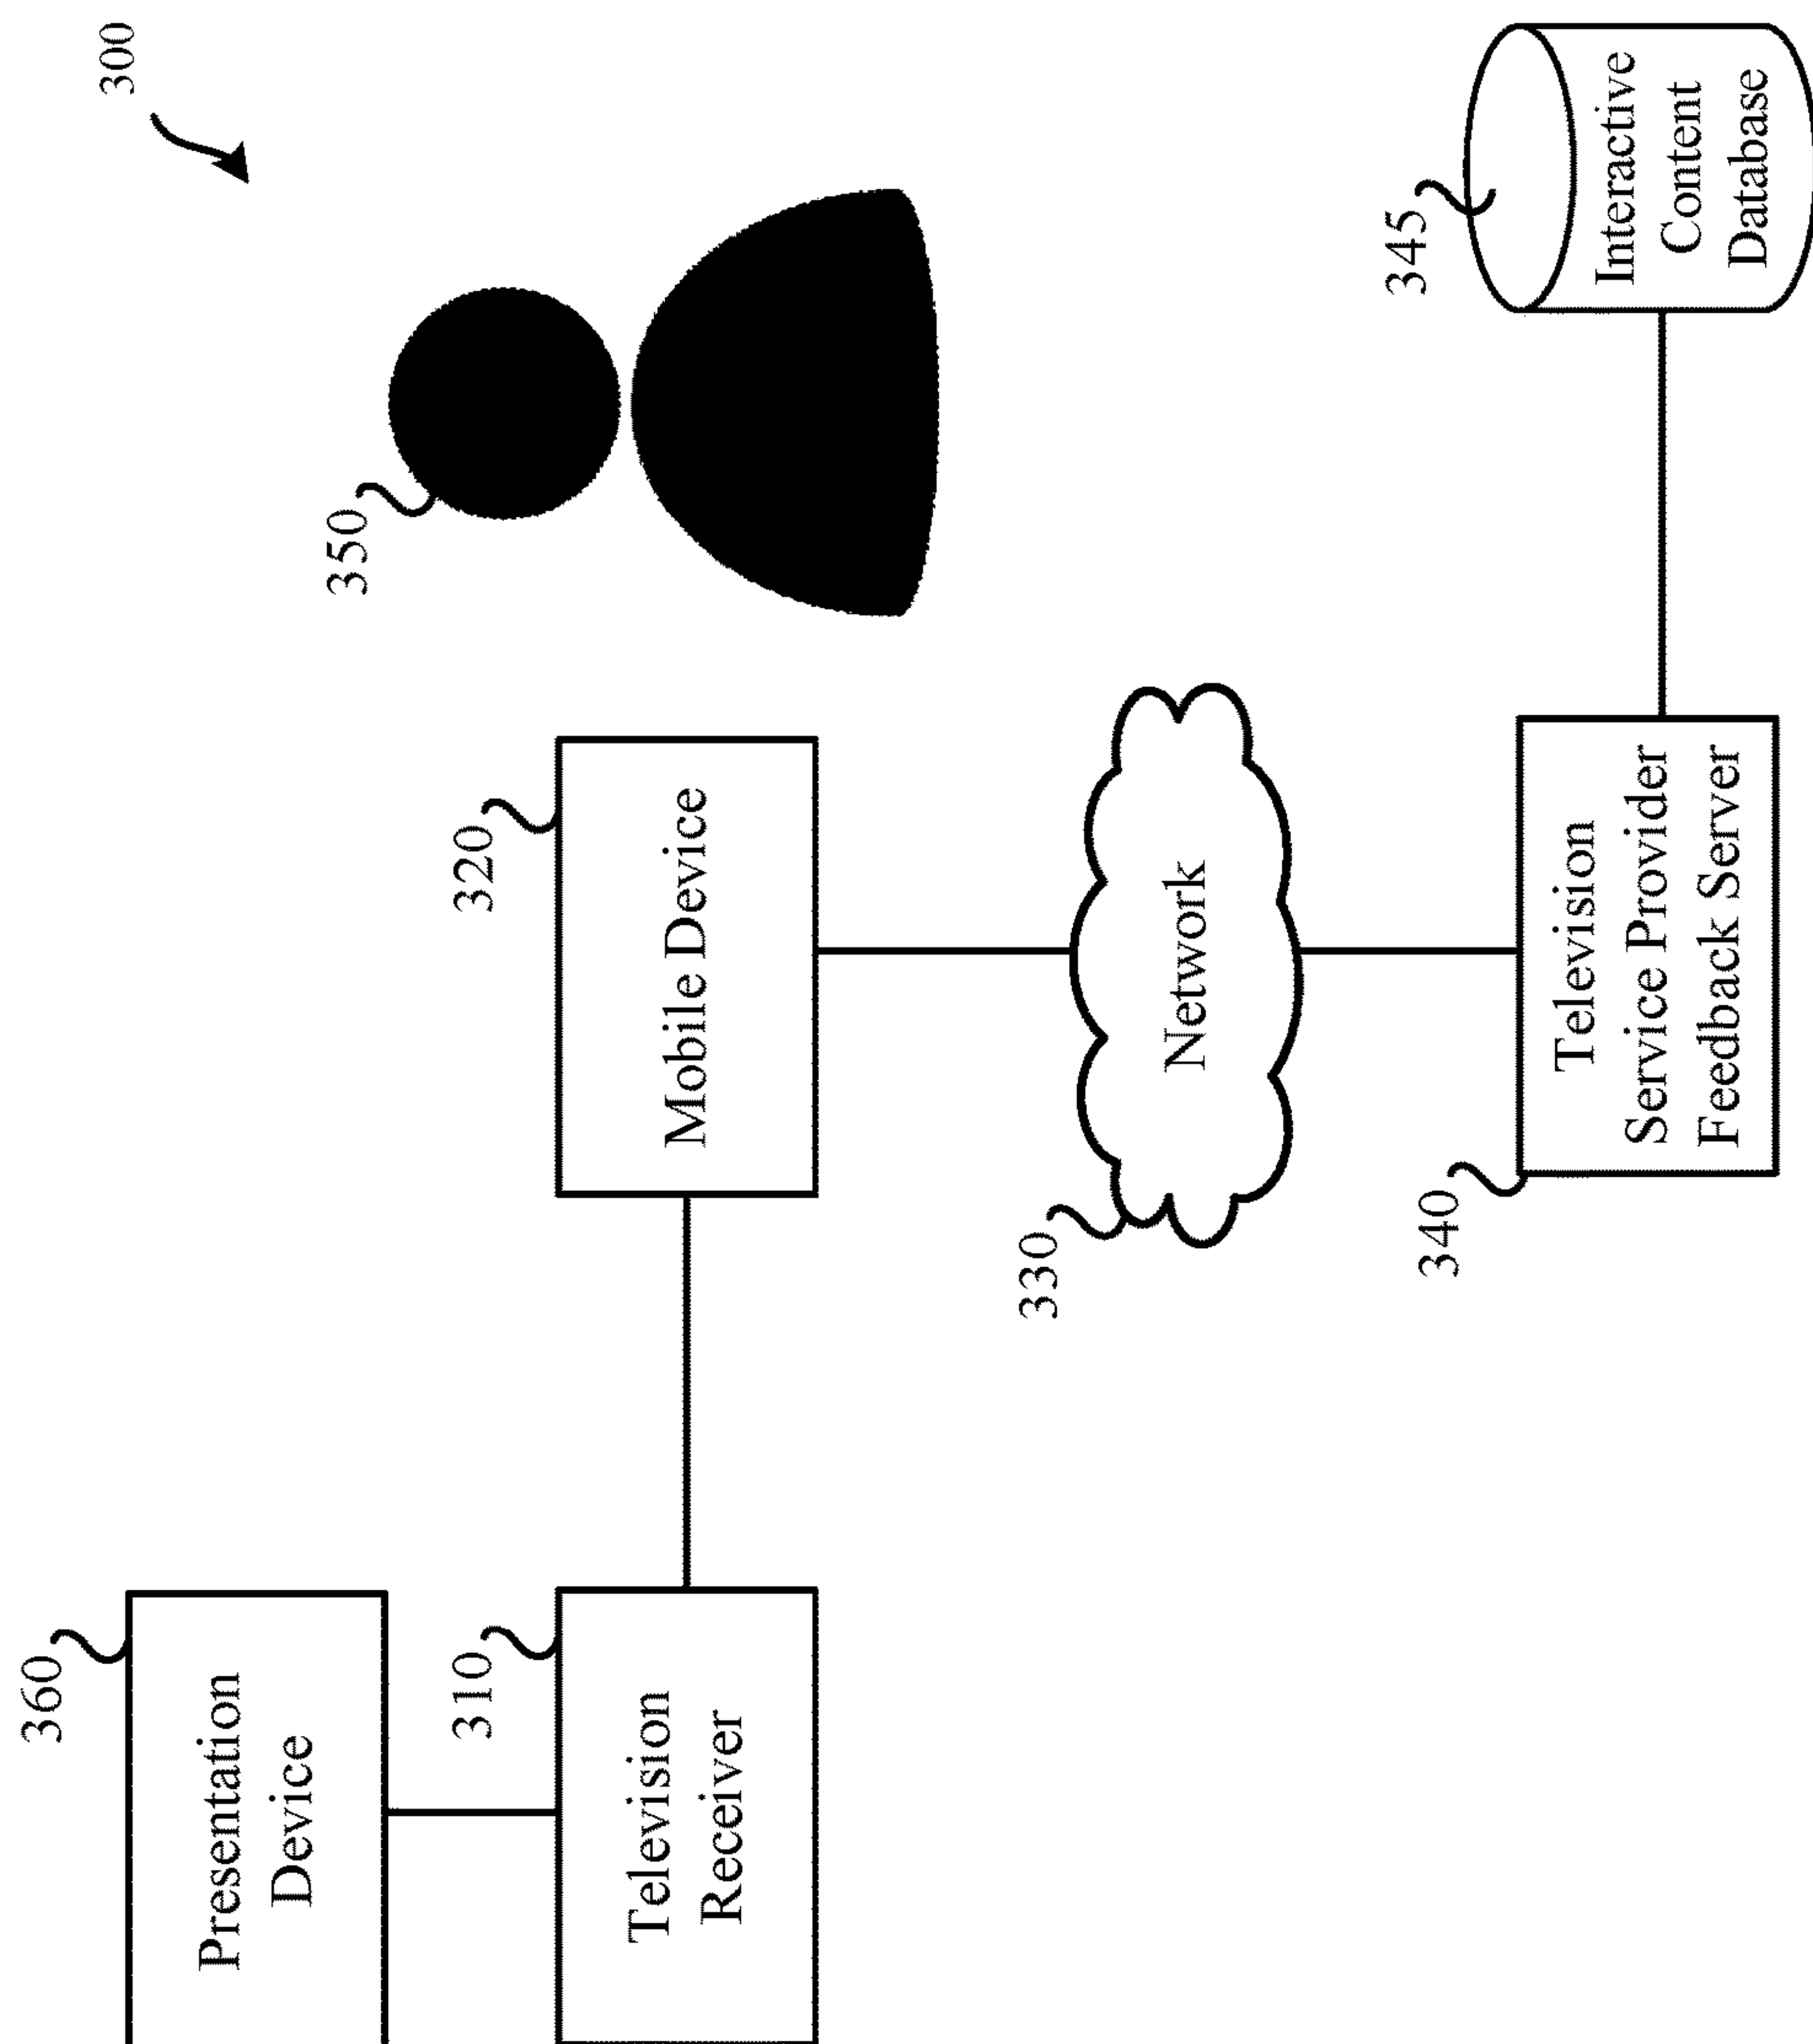 300
360
Presentation
Device
350
310
Television
Receiver
320
Mobile Device
330
Network
340
Television
Service Provider
Feedback Server
345
Interactive
Content
Database